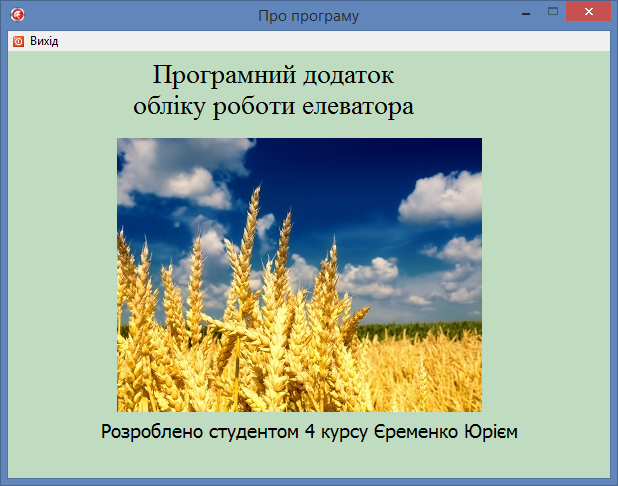 Про програму
Вихід
Програмний додаток
обліку роботи елеватора
Розроблено студентом 4 курсу Єременко Юрієм